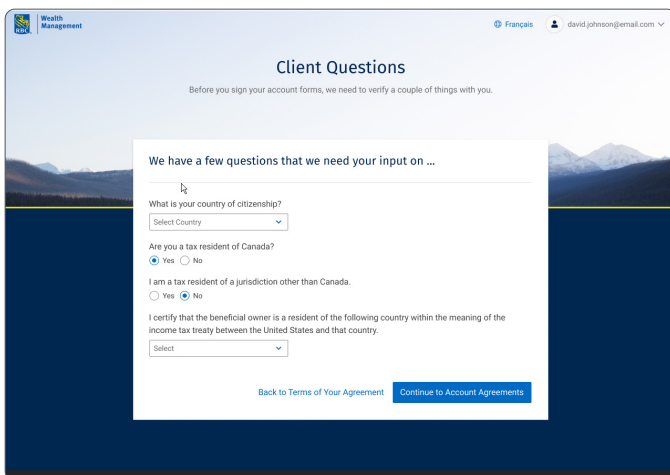 RBC
Wealth
Management
Français
david.johnson@email.com
Client Questions
Before you sign your account forms, we need to verify a couple of things with you.
We have a few questions that we need your input on ...
What is your country of citizenship?
Select Country
Are you a tax resident of Canada?
Yes No
I am a tax resident of a jurisdiction other than Canada.
Yes No
I certify that the beneficial owner is a resident of the following country within the meaning of the
income tax treaty between the United States and that country.
Select
Back to Terms of Your Agreement Continue to Account Agreements